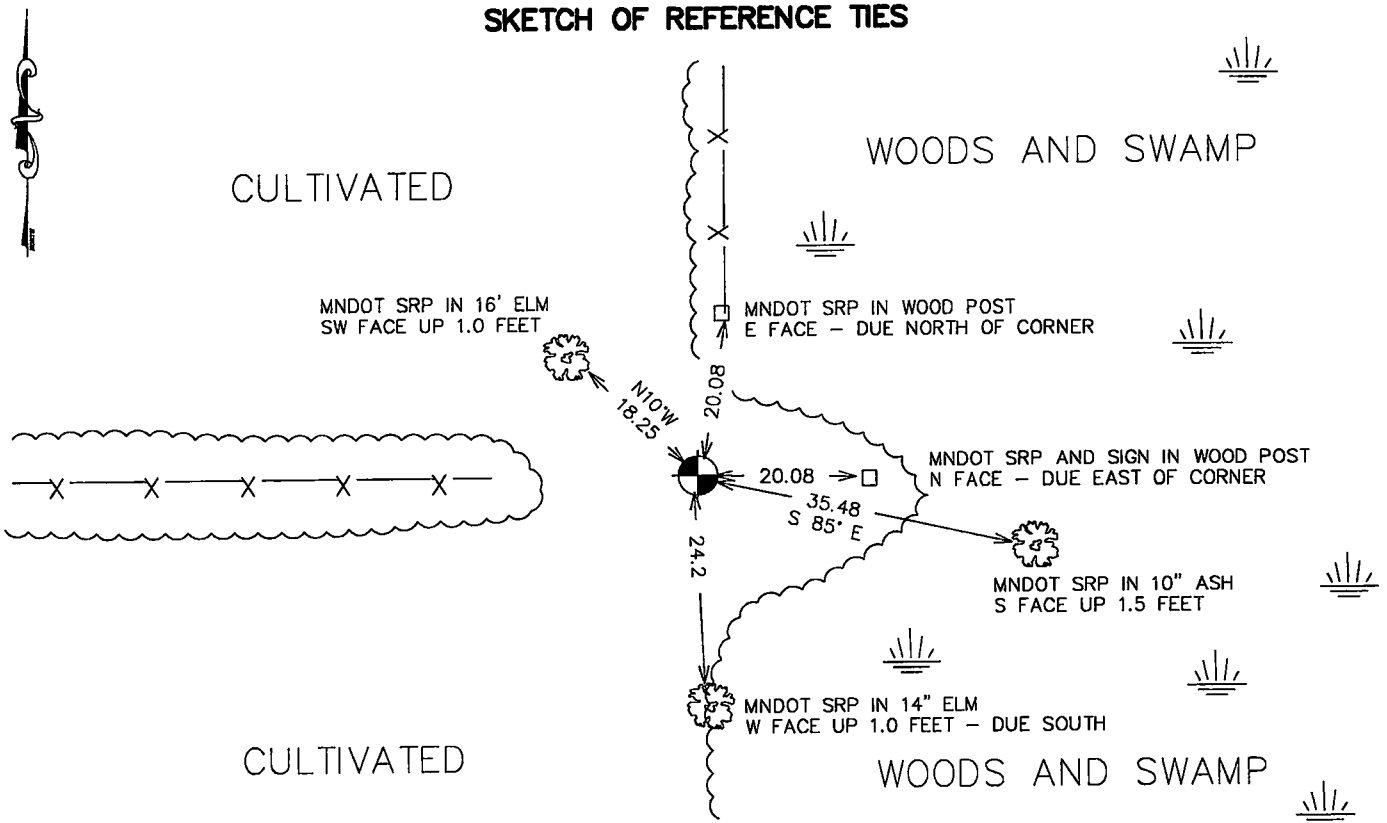 SKETCH OF REFERENCE TIES
WOODS AND SWAMP
CULTIVATED
MNDOT SRP IN 16' ELM
SW FACE UP 1.0 FEET
MNDOT SRP IN WOOD POST
E FACE – DUE NORTH OF CORNER
N10°W
18.25
20.08
MNDOT SRP AND SIGN IN WOOD POST
N FACE – DUE EAST OF CORNER
20.08
35.48
S 85° E
24.2
MNDOT SRP IN 10" ASH
S FACE UP 1.5 FEET
MNDOT SRP IN 14" ELM
W FACE UP 1.0 FEET – DUE SOUTH
CULTIVATED
WOODS AND SWAMP